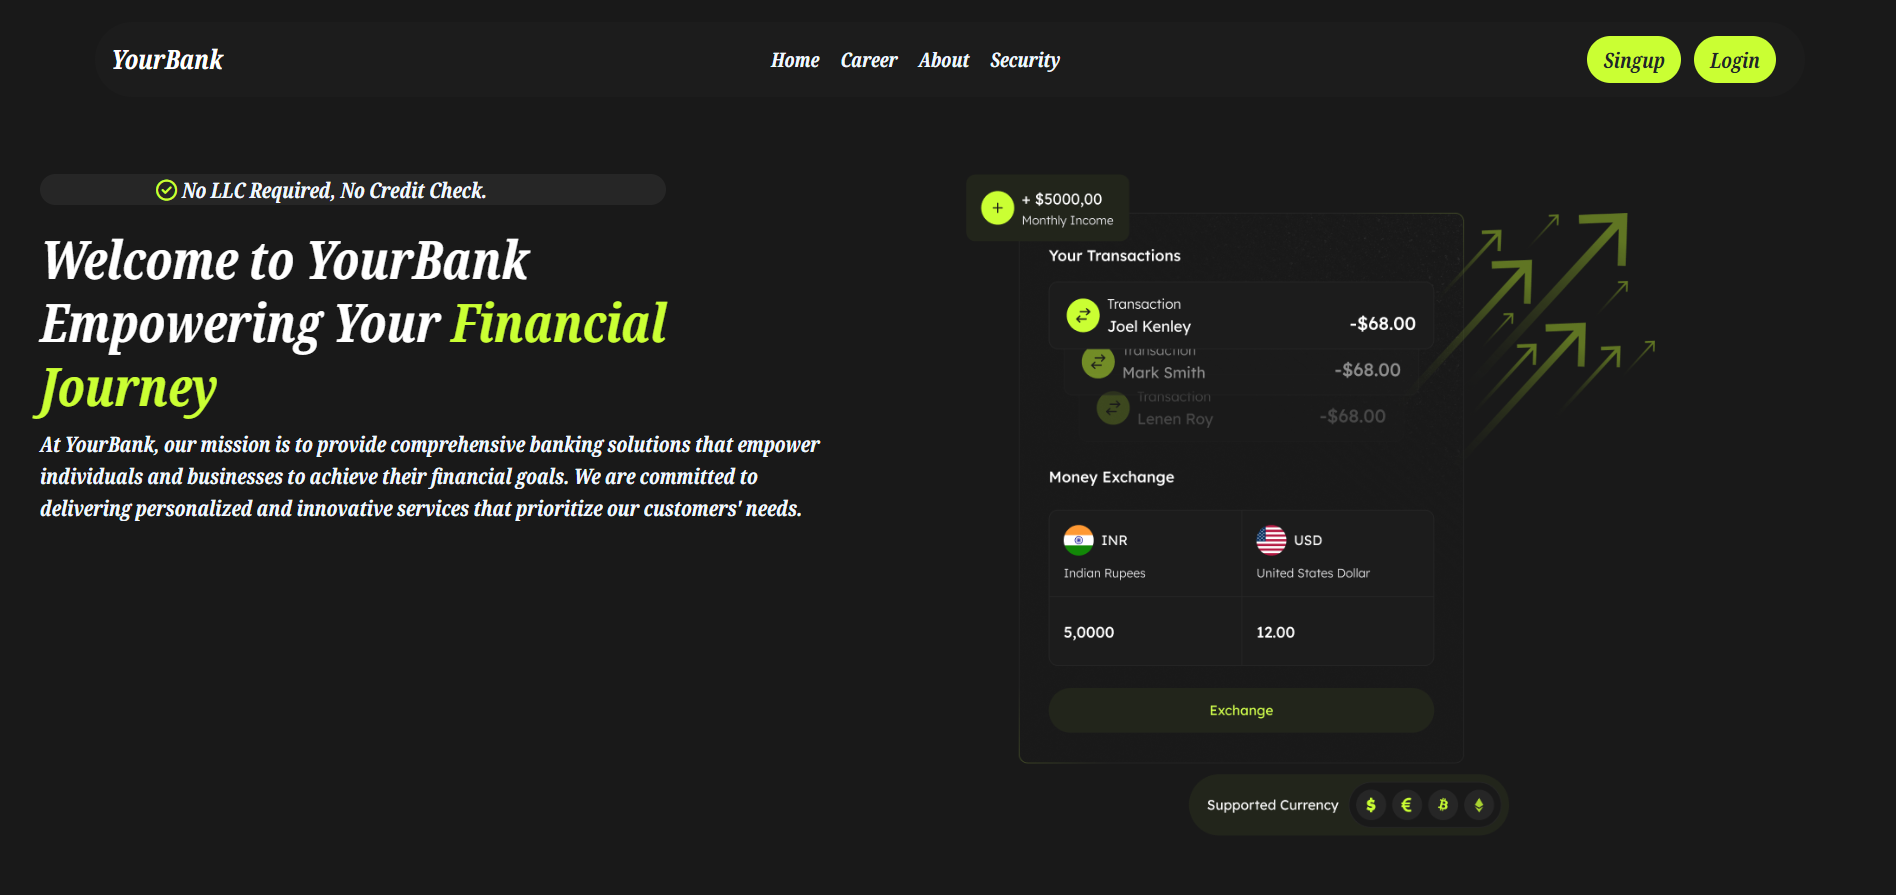 YourBank
Home Career About Security
Singup Login
No LLC Required, No Credit Check.
Welcome to YourBank
Empowering Your Financial
Journey
At YourBank, our mission is to provide comprehensive banking solutions that empower
individuals and businesses to achieve their financial goals. We are committed to
delivering personalized and innovative services that prioritize our customers' needs.
+ $5000,00
Monthly Income
Your Transactions
Transaction
Joel Kenley
-$68.00
Transaction
Mark Smith
-$68.00
Transaction
Lenen Roy
-$68.00
Money Exchange
INR
Indian Rupees
USD
United States Dollar
5,0000
12.00
Exchange
Supported Currency